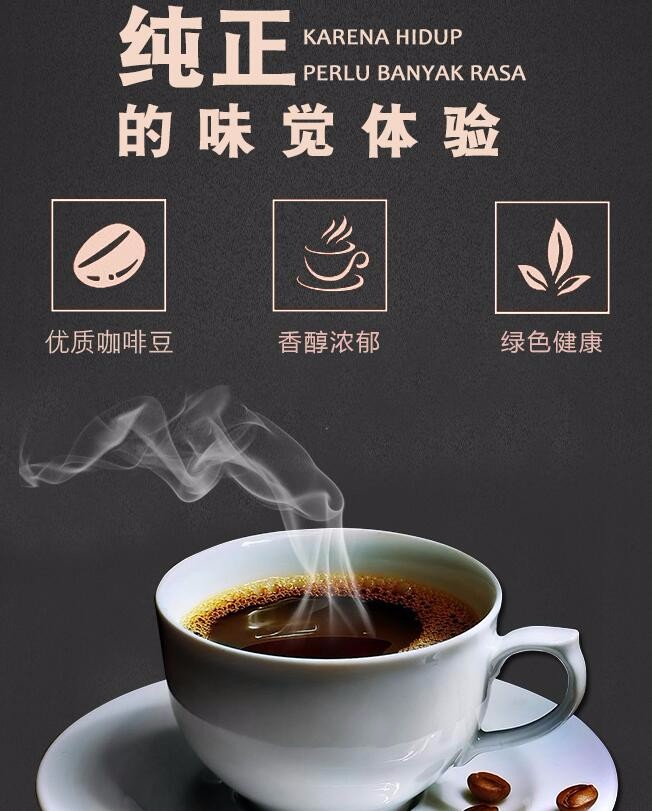 纯正
KARENA HIDUP
PERLU BANYAK RASA
的味觉体验
优质咖啡豆
香醇浓郁
绿色健康